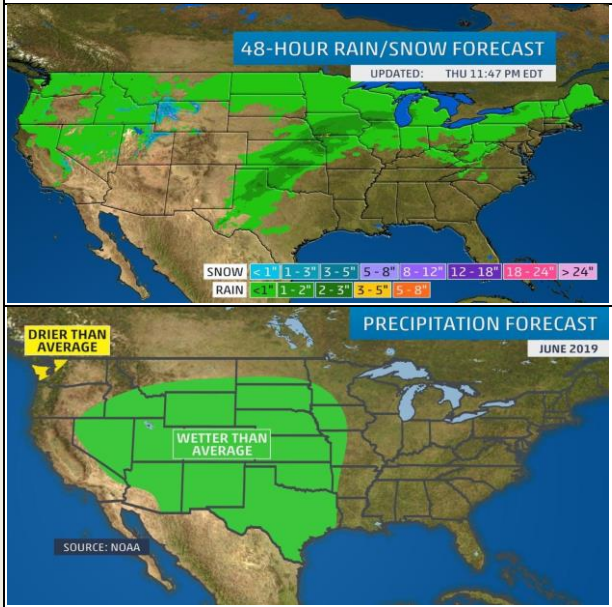 48-HOUR RAIN/SNOW FORECAST
UPDATED: THU 11:47 PM EDT
SNOW <1" 1 - 3" 3 - 5" 5 - 8" 8 - 12" 12 - 18" 18 - 24" > 24"
RAIN <1" 1 - 2" 2 - 3" 3 - 5" 5 - 8"
PRECIPITATION FORECAST
JUNE 2019
DRIER THAN
AVERAGE
WETTER THAN
AVERAGE
SOURCE: NOAA